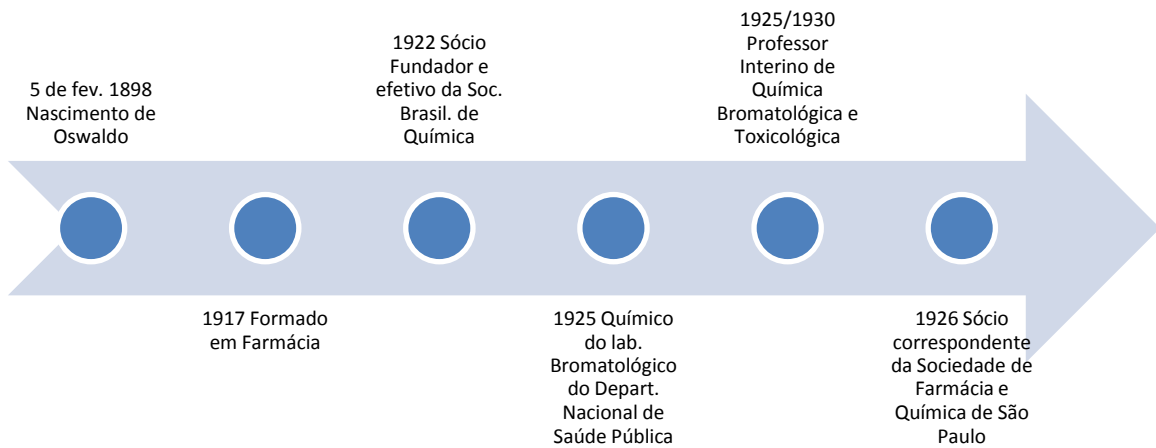 5 de fev. 1898
Nascimento de
Oswaldo
1917 Formado
em Farmácia
1922 Sócio
Fundador e
efetivo da Soc.
Brasil. de
Química
1925 Químico
do lab.
Bromatológico
do Depart.
Nacional de
Saúde Pública
1925/1930
Professor
Interino de
Química
Bromatológica e
Toxicológica
1926 Sócio
correspondente
da Sociedade de
Farmácia e
Química de São
Paulo